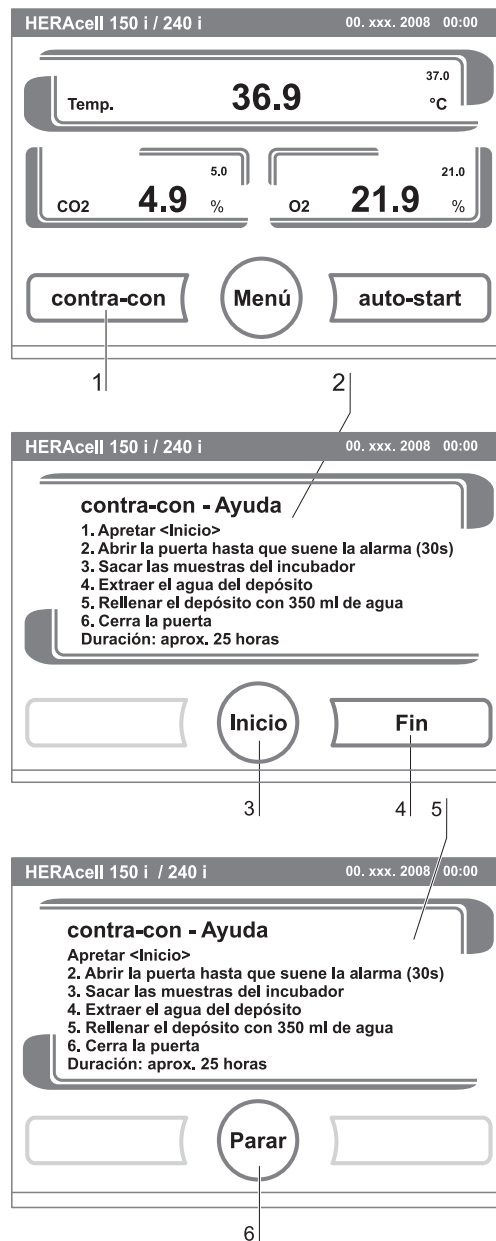 HERAcell 150 i / 240 i 00. xxx. 2008 00:00
37.0
Temp. 36.9 °C
5.0 21.0
CO2 4.9 % O2 21.9 %
contra-con Menú auto-start
1 2
HERAcell 150 i / 240 i 00. xxx. 2008 00:00
contra-con - Ayuda
1. Apretar <Inicio>
2. Abrir la puerta hasta que suene la alarma (30s)
3. Sacar las muestras del incubador
4. Extraer el agua del depósito
5. Rellenar el depósito con 350 ml de agua
6. Cerra la puerta
Duración: aprox. 25 horas
Inicio Fin
3 4 5
HERAcell 150 i / 240 i 00. xxx. 2008 00:00
contra-con - Ayuda
Apretar <Inicio>
2. Abrir la puerta hasta que suene la alarma (30s)
3. Sacar las muestras del incubador
4. Extraer el agua del depósito
5. Rellenar el depósito con 350 ml de agua
6. Cerra la puerta
Duración: aprox. 25 horas
Parar
6